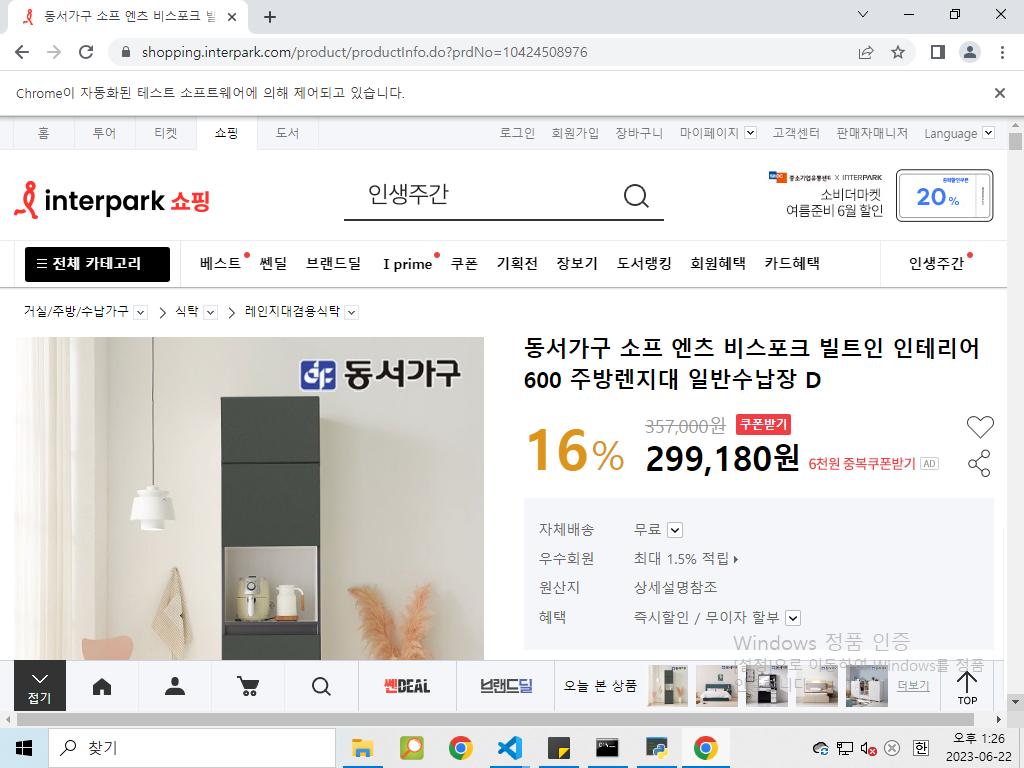 동서가구 소프 엔츠 비스포크 빌
shopping.interpark.com/product/productInfo.do?prdNo=10424508976
Chrome이 자동화된 테스트 소프트웨어에 의해 제어되고 있습니다.
홈 투어 티켓 쇼핑 도서 로그인 회원가입 장바구니 마이페이지 고객센터 판매자매니저 Language
interpark 쇼핑
인생주간
중소기업유통센터 X INTERPARK
소비더마켓
여름준비 6월 할인
중복할인쿠폰
20%
전체 카테고리 베스트 쎈딜 브랜드딜 I prime 쿠폰 기획전 장보기 도서랭킹 회원혜택 카드혜택 인생주간
거실/주방/수납가구 식탁 레인지대겸용식탁
동서가구
동서가구 소프 엔츠 비스포크 빌트인 인테리어
600 주방렌지대 일반수납장 D
16%
357,000원 쿠폰받기
299,180원 6천원 중복쿠폰받기 AD
자체배송 무료
우수회원 최대 1.5% 적립
원산지 상세설명참조
혜택 즉시할인 / 무이자 할부
Windows 정품 인증
[설정]으로 이동하여 Windows를 정품
접기
쎈DEAL
브랜드딜
오늘 본 상품
더보기
TOP
찾기
한
오후 1:26
2023-06-22